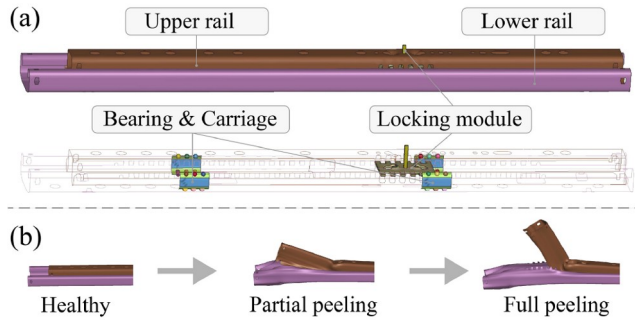 (a)
Upper rail
Lower rail
Bearing & Carriage
Locking module
(b)
Healthy
Partial peeling
Full peeling